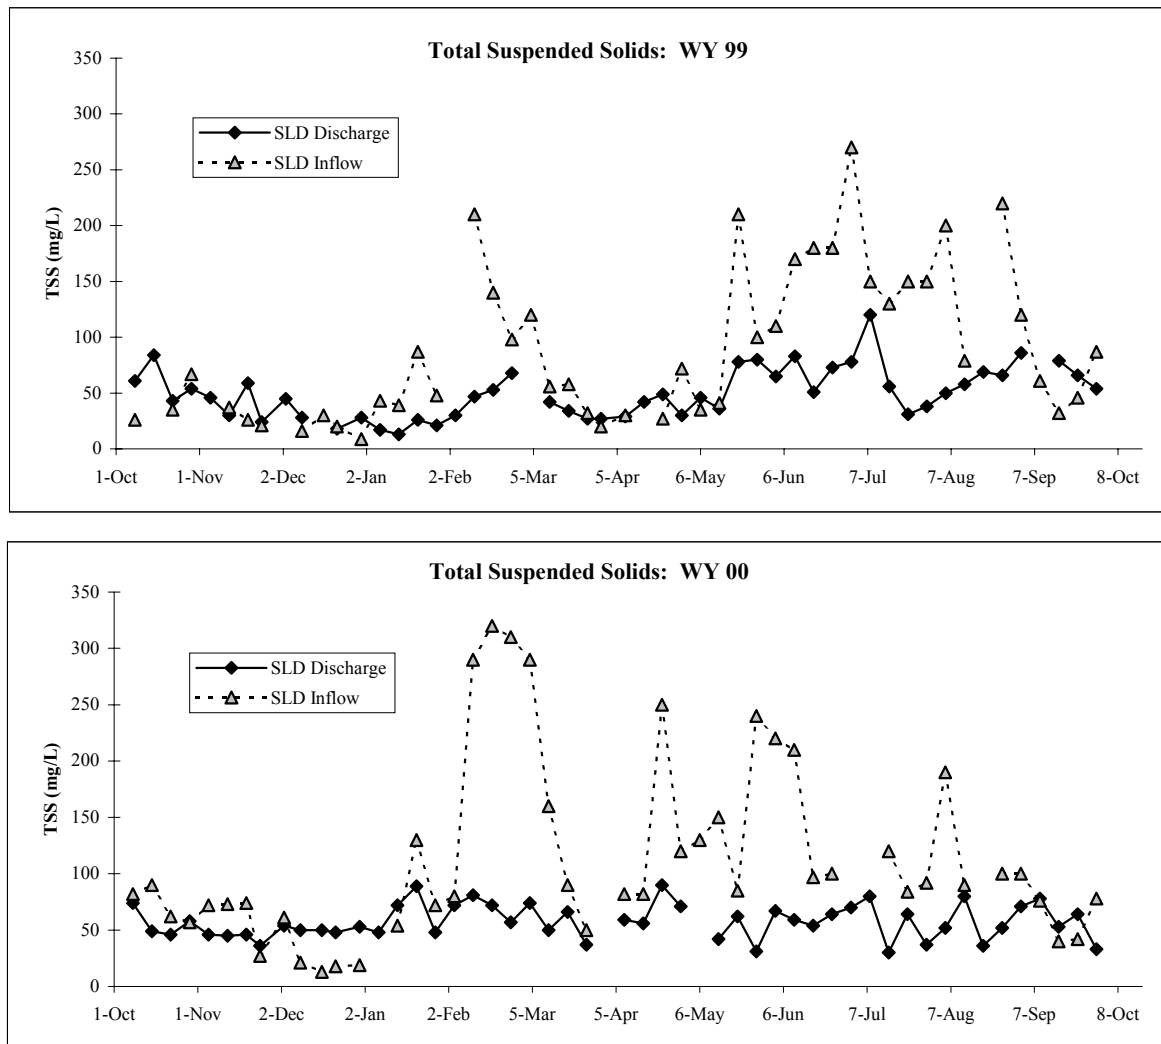 Total Suspended Solids: WY 99
350
300
250
200
150
100
50
0
TSS (mg/L)
SLD Discharge
SLD Inflow
1-Oct 1-Nov 2-Dec 2-Jan 2-Feb 5-Mar 5-Apr 6-May 6-Jun 7-Jul 7-Aug 7-Sep 8-Oct
Total Suspended Solids: WY 00
350
300
250
200
150
100
50
0
TSS (mg/L)
SLD Discharge
SLD Inflow
1-Oct 1-Nov 2-Dec 2-Jan 2-Feb 5-Mar 5-Apr 6-May 6-Jun 7-Jul 7-Aug 7-Sep 8-Oct